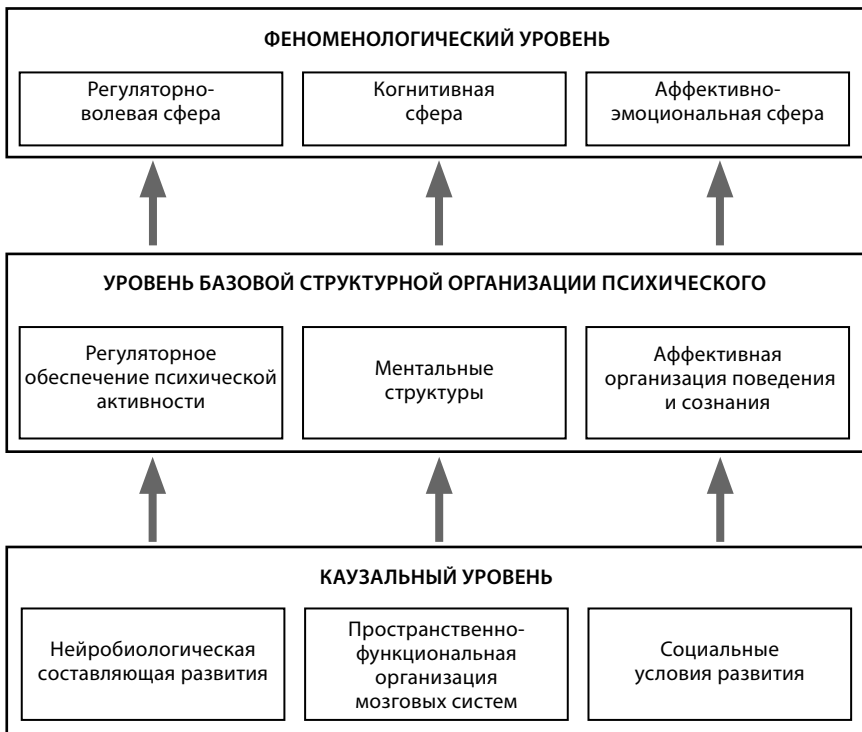 ФЕНОМЕНОЛОГИЧЕСКИЙ УРОВЕНЬ
Регуляторно-
волевая сфера
Когнитивная
сфера
Аффективно-
эмоциональная сфера
УРОВЕНЬ БАЗОВОЙ СТРУКТУРНОЙ ОРГАНИЗАЦИИ ПСИХИЧЕСКОГО
Регуляторное
обеспечение психической
активности
Ментальные
структуры
Аффективная
организация поведения
и сознания
КАУЗАЛЬНЫЙ УРОВЕНЬ
Нейробиологическая
составляющая развития
Пространственно-
функциональная
организация
мозговых систем
Социальные
условия развития